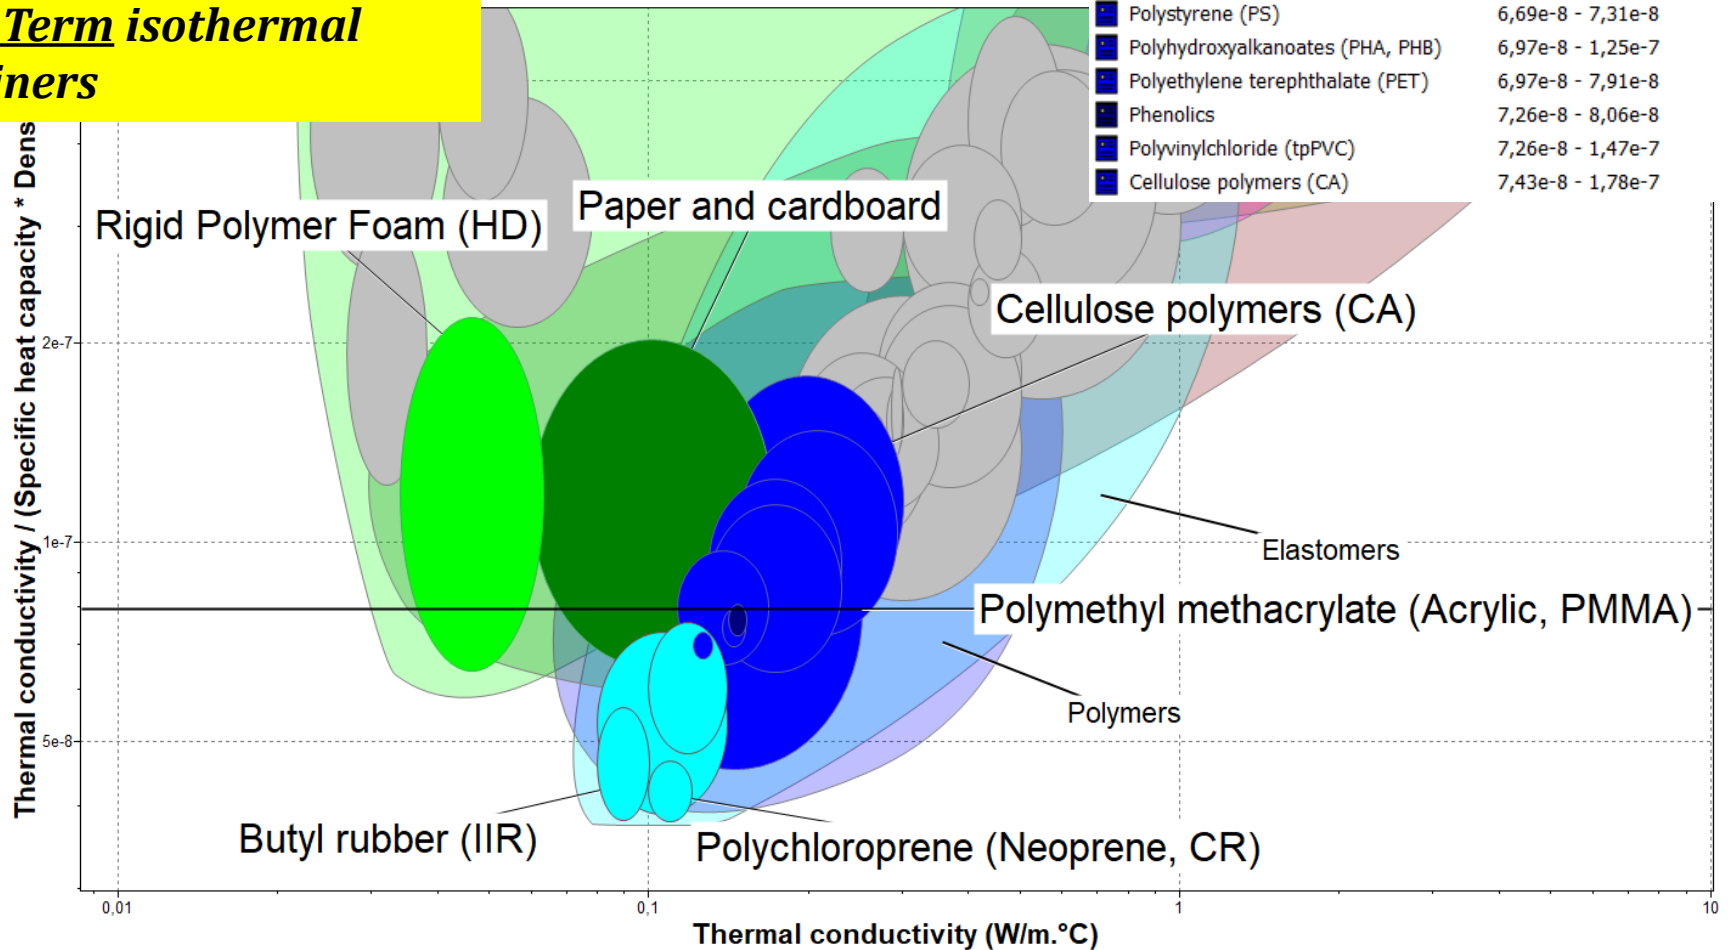 Term isothermal
iners
Polystyrene (PS) 6,69e-8 - 7,31e-8
Polyhydroxyalkanoates (PHA, PHB) 6,97e-8 - 1,25e-7
Polyethylene terephthalate (PET) 6,97e-8 - 7,91e-8
Phenolics 7,26e-8 - 8,06e-8
Polyvinylchloride (tpPVC) 7,26e-8 - 1,47e-7
Cellulose polymers (CA) 7,43e-8 - 1,78e-7
Thermal conductivity / (Specific heat capacity * Dens
Rigid Polymer Foam (HD)
Paper and cardboard
Cellulose polymers (CA)
2e-7
1e-7
Elastomers
Polymethyl methacrylate (Acrylic, PMMA)
Polymers
5e-8
Butyl rubber (IIR)
Polychloroprene (Neoprene, CR)
0,01 0,1 1 10
Thermal conductivity (W/m.°C)